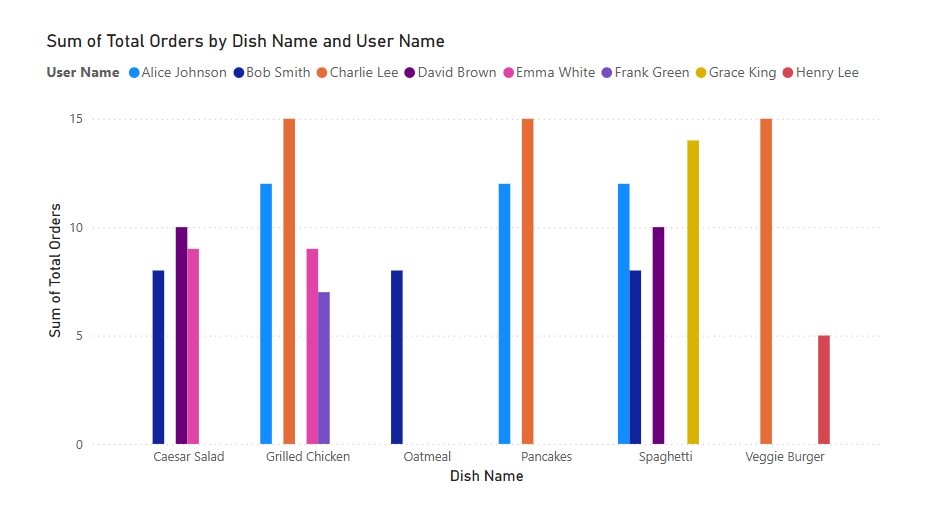 Sum of Total Orders by Dish Name and User Name
User Name Alice Johnson Bob Smith Charlie Lee David Brown Emma White Frank Green Grace King Henry Lee
15
10
5
0
Sum of Total Orders
Caesar Salad Grilled Chicken Oatmeal Pancakes Spaghetti Veggie Burger
Dish Name